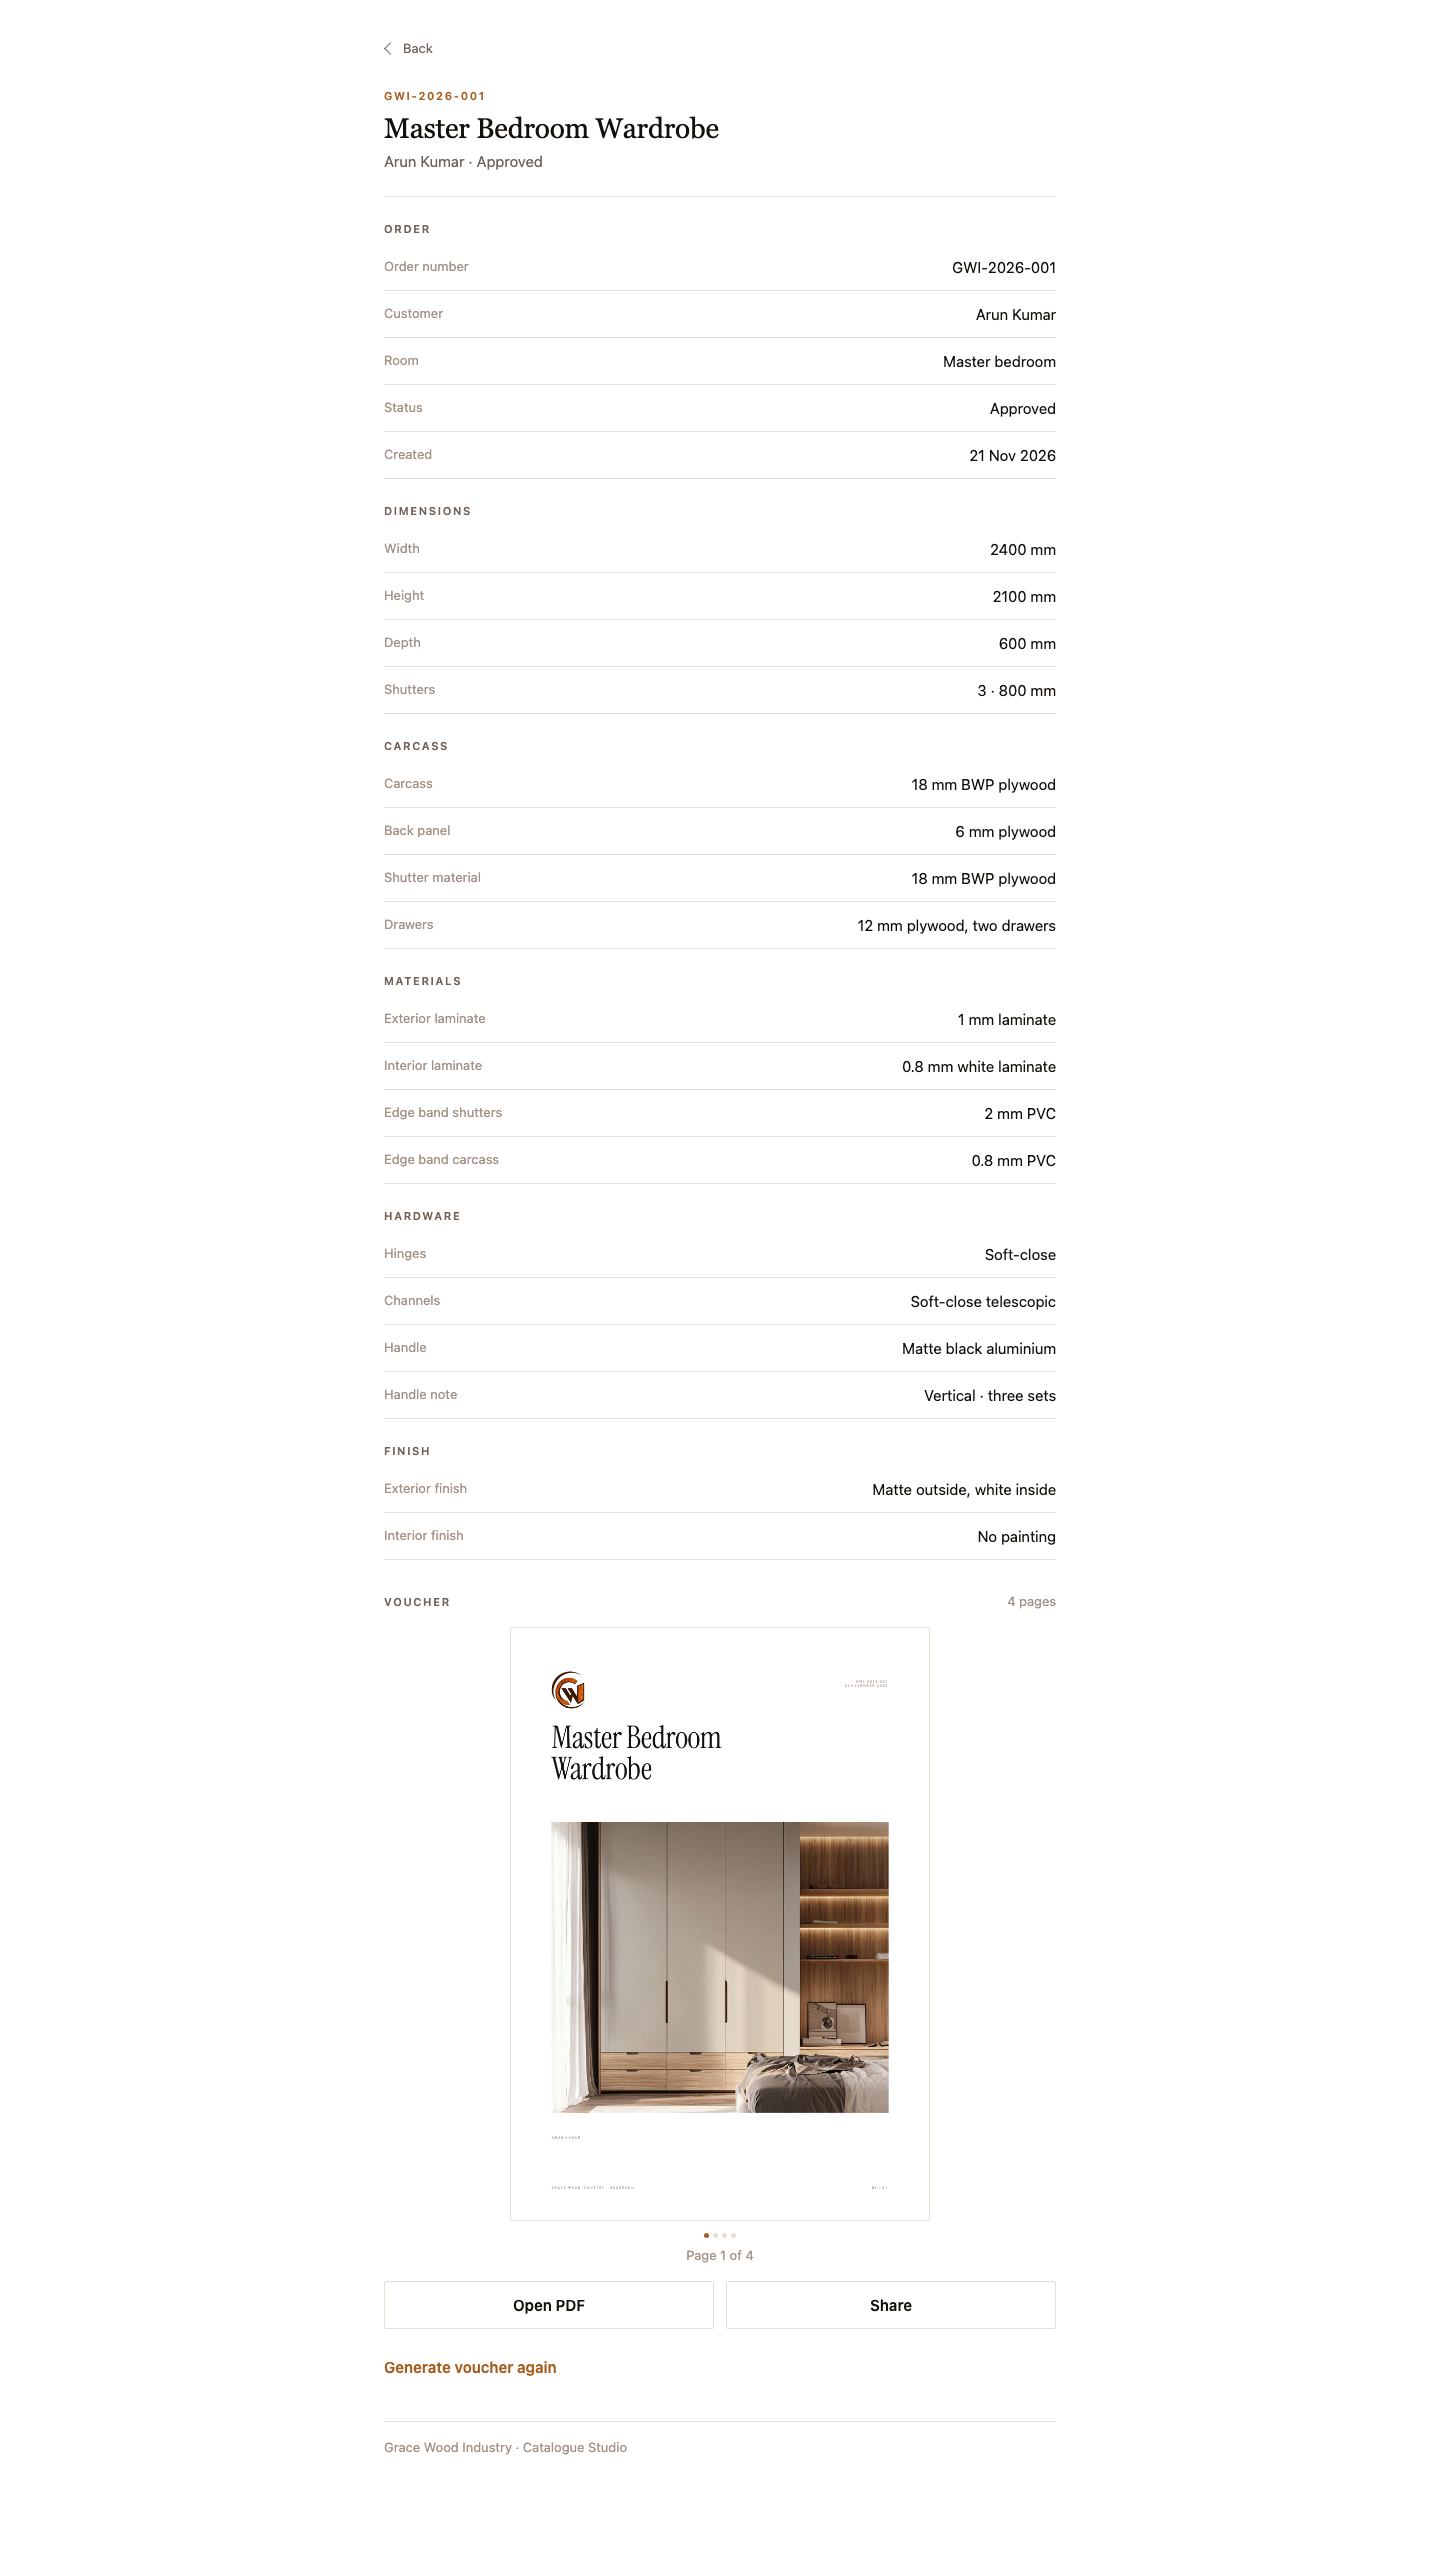 Back
GWI-2026-001
Master Bedroom Wardrobe
Arun Kumar · Approved
ORDER
Order number GWI-2026-001
Customer Arun Kumar
Room Master bedroom
Status Approved
Created 21 Nov 2026
DIMENSIONS
Width 2400 mm
Height 2100 mm
Depth 600 mm
Shutters 3 · 800 mm
CARCASS
Carcass 18 mm BWP plywood
Back panel 6 mm plywood
Shutter material 18 mm BWP plywood
Drawers 12 mm plywood, two drawers
MATERIALS
Exterior laminate 1 mm laminate
Interior laminate 0.8 mm white laminate
Edge band shutters 2 mm PVC
Edge band carcass 0.8 mm PVC
HARDWARE
Hinges Soft-close
Channels Soft-close telescopic
Handle Matte black aluminium
Handle note Vertical · three sets
FINISH
Exterior finish Matte outside, white inside
Interior finish No painting
VOUCHER 4 pages
Master Bedroom
Wardrobe
ARUN KUMAR
Page 1 of 4
Open PDF Share
Generate voucher again
Grace Wood Industry · Catalogue Studio